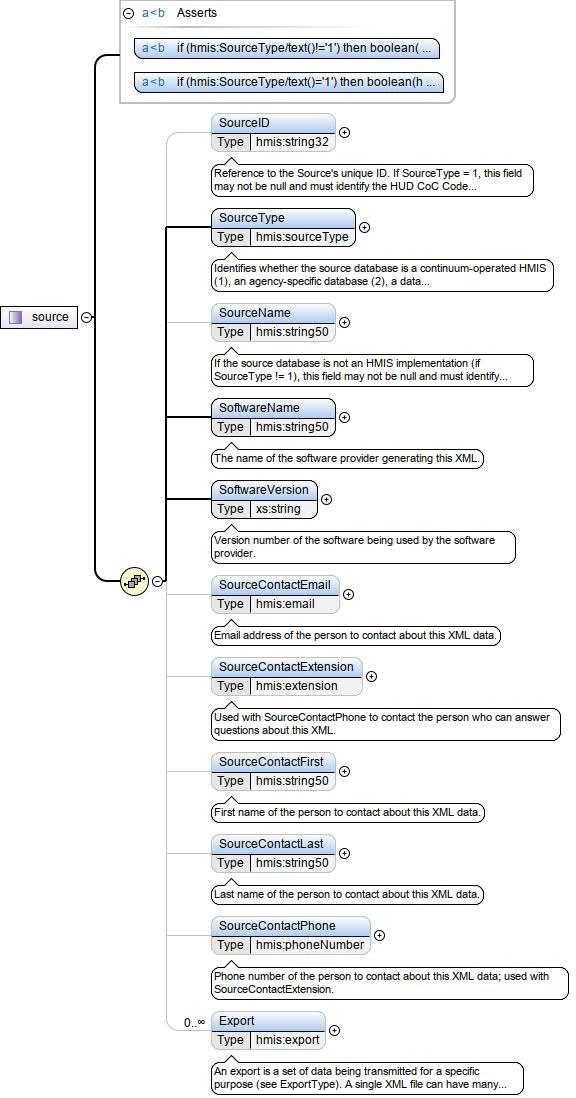 a<b Asserts
a<b if (hmis:SourceType/text()!='1') then boolean( ...
a<b if (hmis:SourceType/text()='1') then boolean(h ...
SourceID
Type hmis:string32
Reference to the Source's unique ID. If SourceType = 1, this field
may not be null and must identify the HUD CoC Code...
SourceType
Type hmis:sourceType
Identifies whether the source database is a continuum-operated HMIS
(1), an agency-specific database (2), a data...
source
SourceName
Type hmis:string50
If the source database is not an HMIS implementation (if
SourceType != 1), this field may not be null and must identify...
SoftwareName
Type hmis:string50
The name of the software provider generating this XML.
SoftwareVersion
Type xs:string
Version number of the software being used by the software
provider.
SourceContactEmail
Type hmis:email
Email address of the person to contact about this XML data.
SourceContactExtension
Type hmis:extension
Used with SourceContactPhone to contact the person who can answer
questions about this XML.
SourceContactFirst
Type hmis:string50
First name of the person to contact about this XML data.
SourceContactLast
Type hmis:string50
Last name of the person to contact about this XML data.
SourceContactPhone
Type hmis:phoneNumber
Phone number of the person to contact about this XML data; used with
SourceContactExtension.
0..∞ Export
Type hmis:export
An export is a set of data being transmitted for a specific
purpose (see ExportType). A single XML file can have many...